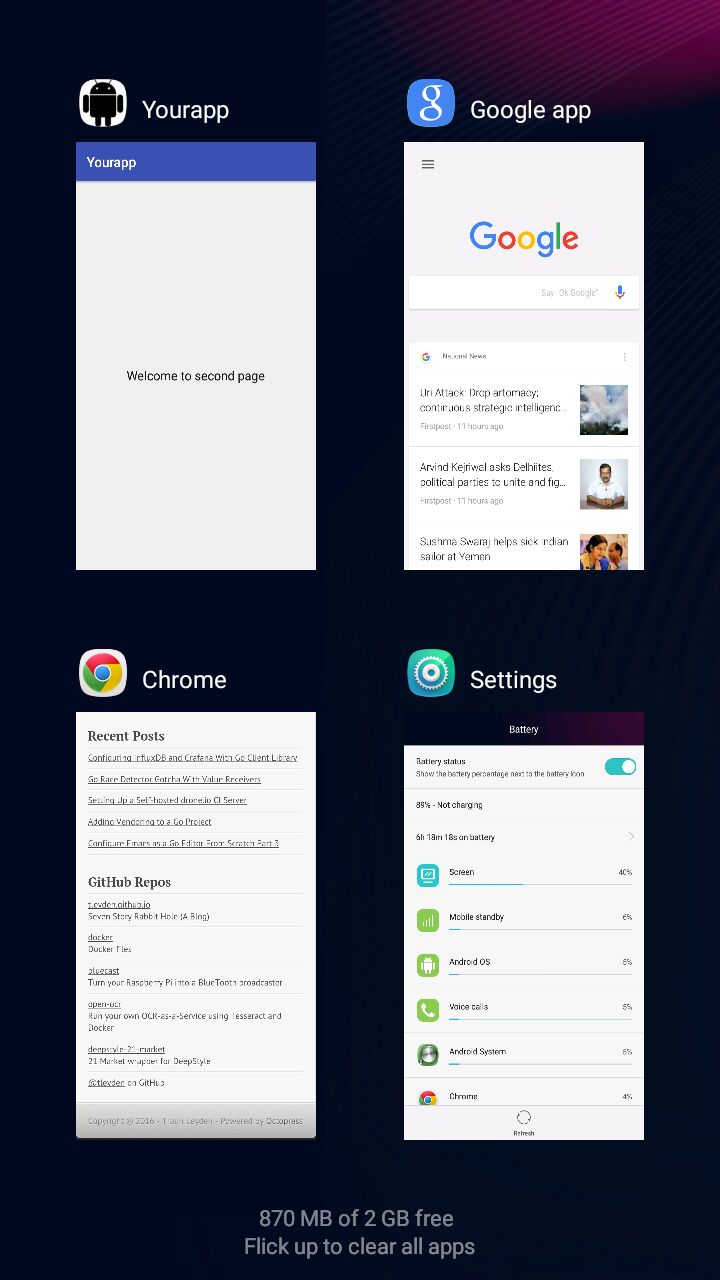 Yourapp
Yourapp
Welcome to second page
Google app
Google
Say "Ok Google"
National News
Uri Attack: Drop artomacy;
continuous strategic intelligenc...
Firstpost · 11 hours ago
Arvind Kejriwal asks Delhiites,
political parties to unite and fig...
Firstpost · 11 hours ago
Sushma Swaraj helps sick Indian
sailor at Yemen
Chrome
Recent Posts
Configuring InfluxDB and Grafana With Go Client Library
Go Race Detector Gotcha With Value Receivers
Setting Up a Self-hosted drone.io CI Server
Adding Vendoring to a Go Project
Configure Emacs as a Go Editor From Scratch Part 3
GitHub Repos
tleyden.github.io
Seven Story Rabbit Hole (A Blog)
docker
Docker Files
bluecast
Turn your Raspberry Pi into a BlueTooth broadcaster
open-ocr
Run your own OCR-as-a-Service using Tesseract and
Docker
deepstyle-21-market
21 Market wrapper for DeepStyle
@tleyden on GitHub
Copyright © 2016 - Traun Leyden - Powered by Octopress
Settings
Battery
Battery status
Show the battery percentage next to the battery icon
89% - Not charging
6h 18m 18s on battery
Screen 40%
Mobile standby 6%
Android OS 5%
Voice calls 5%
Android System 5%
Chrome 4%
Refresh
870 MB of 2 GB free
Flick up to clear all apps